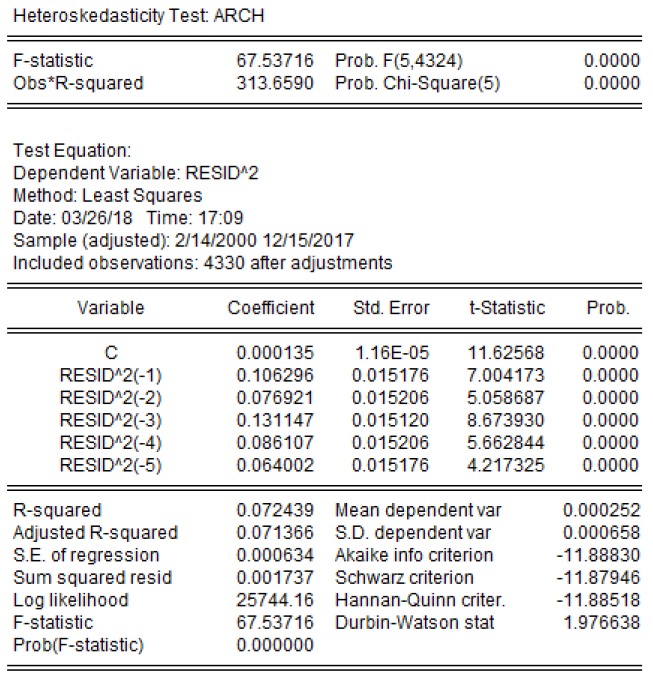 Heteroskedasticity Test: ARCH
F-statistic 67.53716 Prob. F(5,4324) 0.0000
Obs*R-squared 313.6590 Prob. Chi-Square(5) 0.0000
Test Equation:
Dependent Variable: RESID^2
Method: Least Squares
Date: 03/26/18 Time: 17:09
Sample (adjusted): 2/14/2000 12/15/2017
Included observations: 4330 after adjustments
Variable Coefficient Std. Error t-Statistic Prob.
C 0.000135 1.16E-05 11.62568 0.0000
RESID^2(-1) 0.106296 0.015176 7.004173 0.0000
RESID^2(-2) 0.076921 0.015206 5.058687 0.0000
RESID^2(-3) 0.131147 0.015120 8.673930 0.0000
RESID^2(-4) 0.086107 0.015206 5.662844 0.0000
RESID^2(-5) 0.064002 0.015176 4.217325 0.0000
R-squared 0.072439 Mean dependent var 0.000252
Adjusted R-squared 0.071366 S.D. dependent var 0.000658
S.E. of regression 0.000634 Akaike info criterion -11.88830
Sum squared resid 0.001737 Schwarz criterion -11.87946
Log likelihood 25744.16 Hannan-Quinn criter. -11.88518
F-statistic 67.53716 Durbin-Watson stat 1.976638
Prob(F-statistic) 0.000000